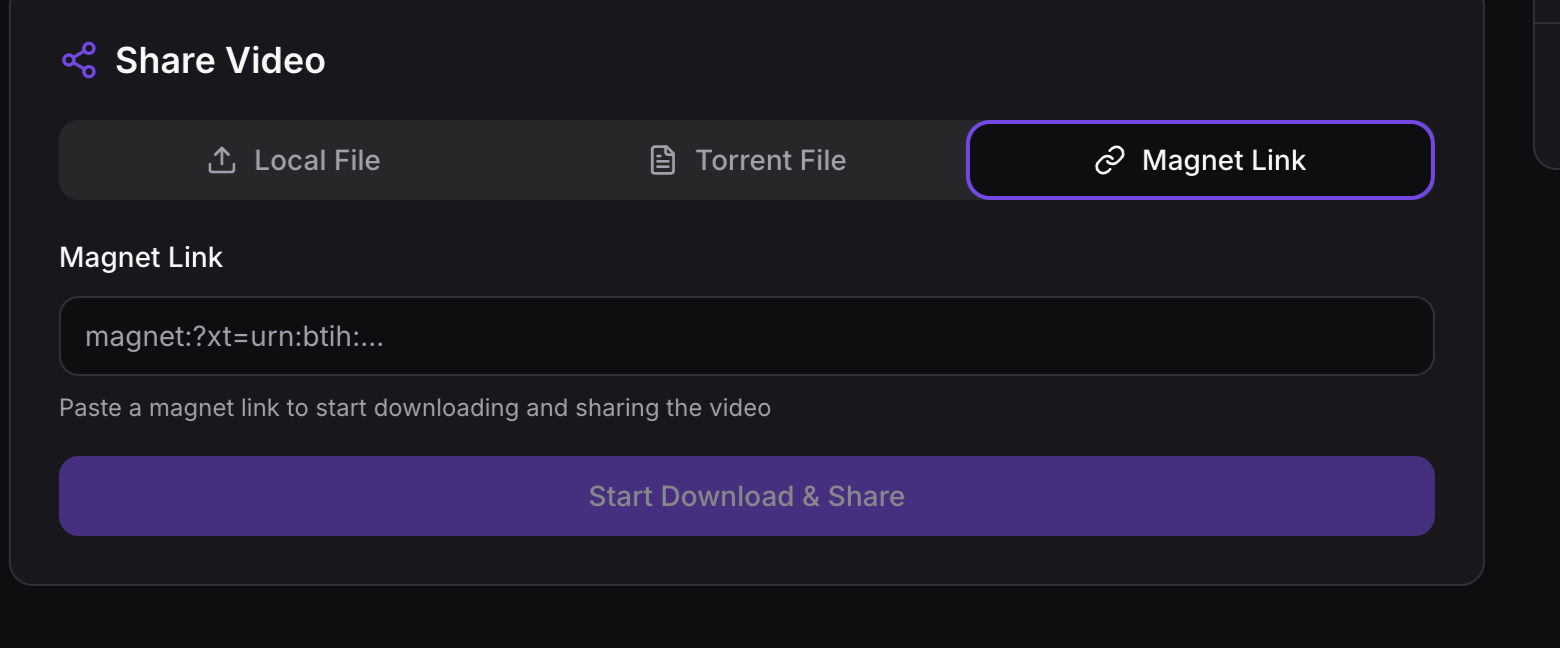 Share Video
Local File
Torrent File
Magnet Link
Magnet Link
magnet:?xt=urn:btih:...
Paste a magnet link to start downloading and sharing the video
Start Download & Share